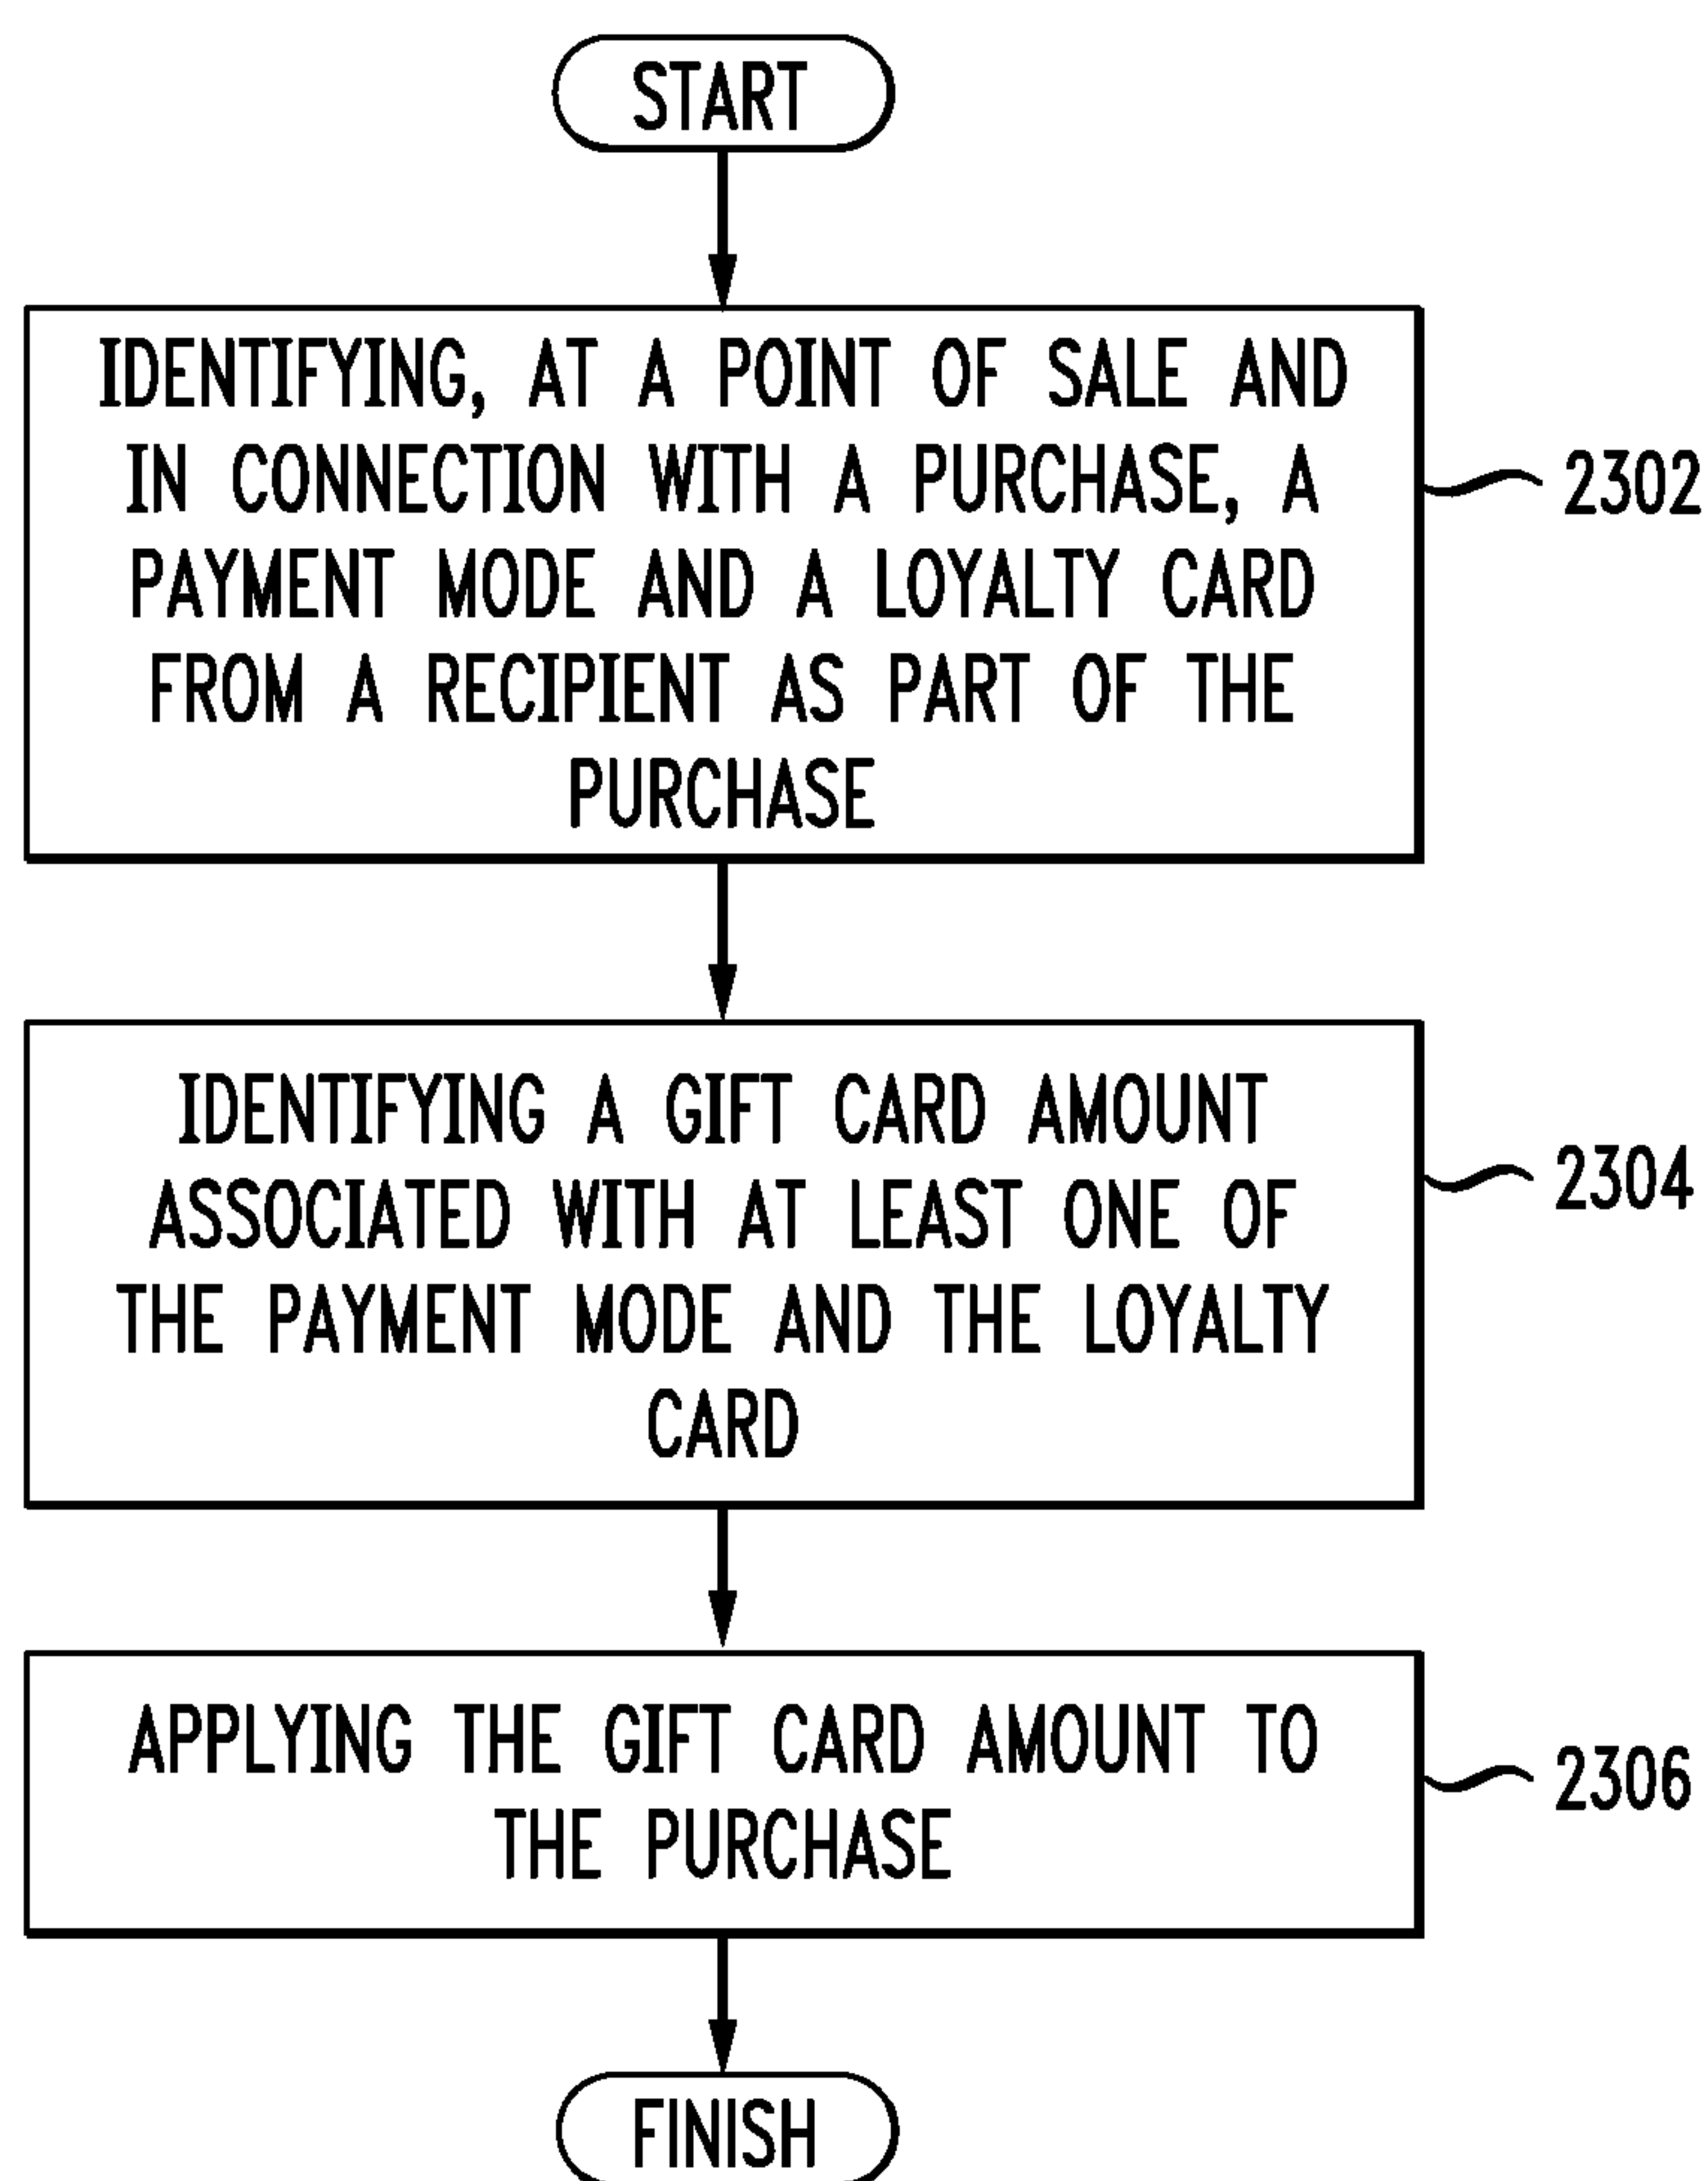 START
IDENTIFYING, AT A POINT OF SALE AND
IN CONNECTION WITH A PURCHASE, A
PAYMENT MODE AND A LOYALTY CARD
FROM A RECIPIENT AS PART OF THE
PURCHASE
2302
IDENTIFYING A GIFT CARD AMOUNT
ASSOCIATED WITH AT LEAST ONE OF
THE PAYMENT MODE AND THE LOYALTY
CARD
2304
APPLYING THE GIFT CARD AMOUNT TO
THE PURCHASE
2306
FINISH